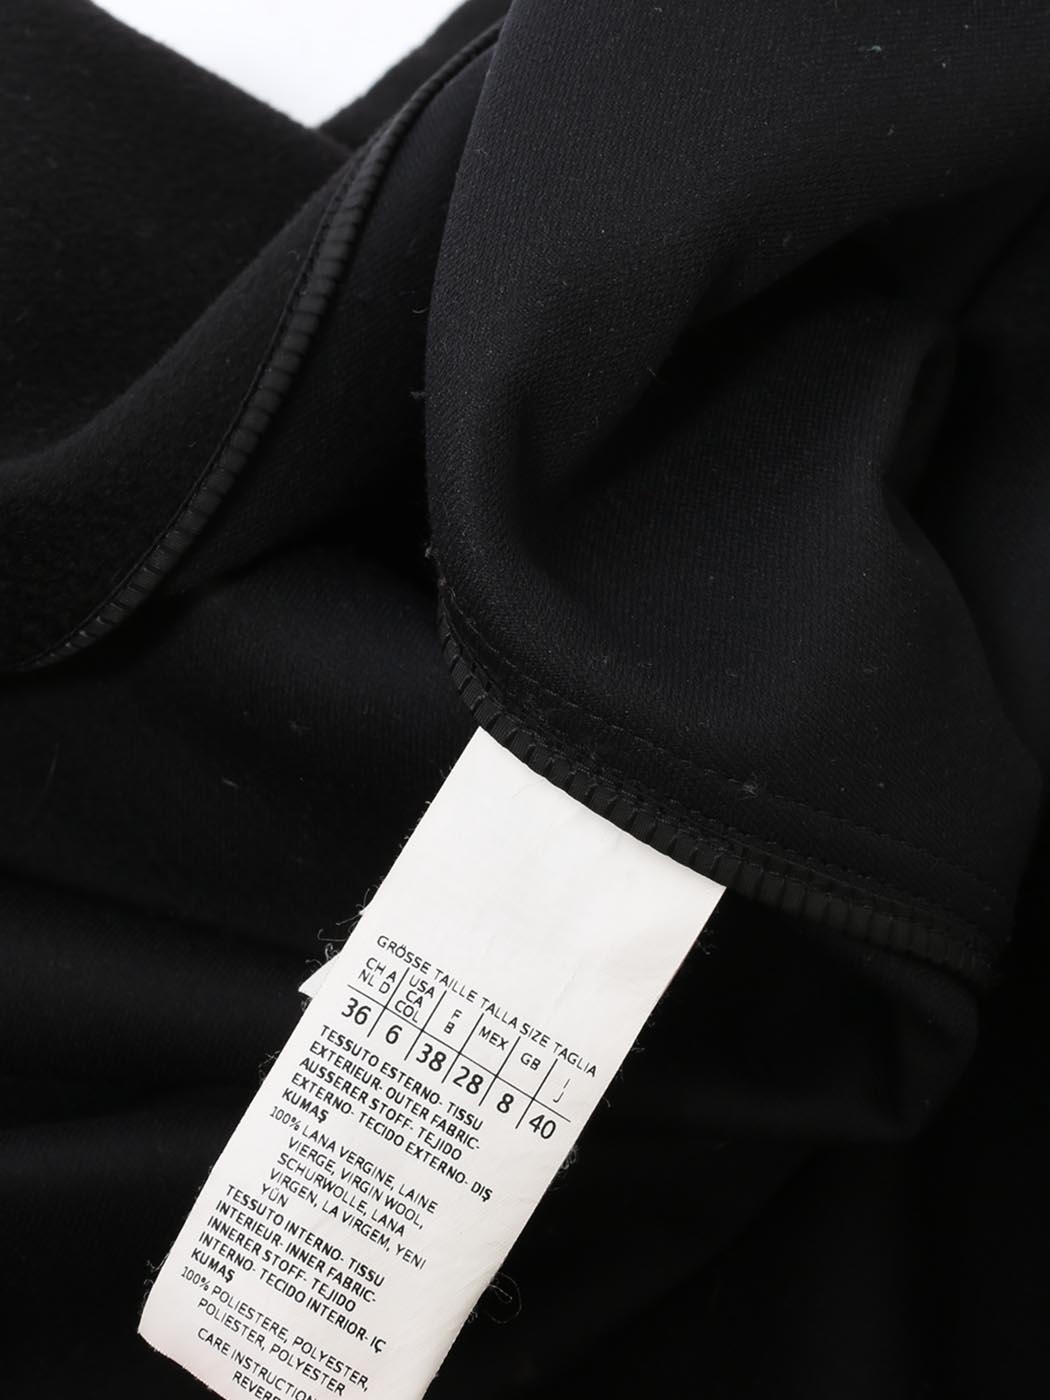 GRÖSSE TAILLE TALLA SIZE TAGLIA
CH A USA F MEX GB I
NL D CA B J
COL
36 6 38 28 8 40
TESSUTO ESTERNO- TISSU
EXTERIEUR- OUTER FABRIC-
AUSSERER STOFF- TEJIDO
EXTERNO- TECIDO EXTERNO- DIŞ
KUMAŞ
100% LANA VERGINE, LAINE
VIERGE, VIRGIN WOOL,
SCHURWOLLE, LANA
VIRGEN, LA VIRGEM, YENI
YÜN
TESSUTO INTERNO- TISSU
INTERIEUR- INNER FABRIC-
INNERER STOFF- TEJIDO
INTERNO- TECIDO INTERIOR- IÇ
KUMAŞ
100% POLIESTERE, POLYESTER,
POLIESTER, POLYESTER
CARE INSTRUCTION
REVER